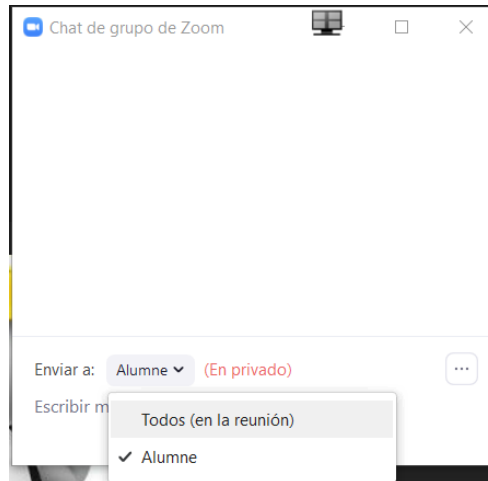 Chat de grupo de Zoom
Enviar a: Alumne (En privado)
Escribir m
Todos (en la reunión)
Alumne